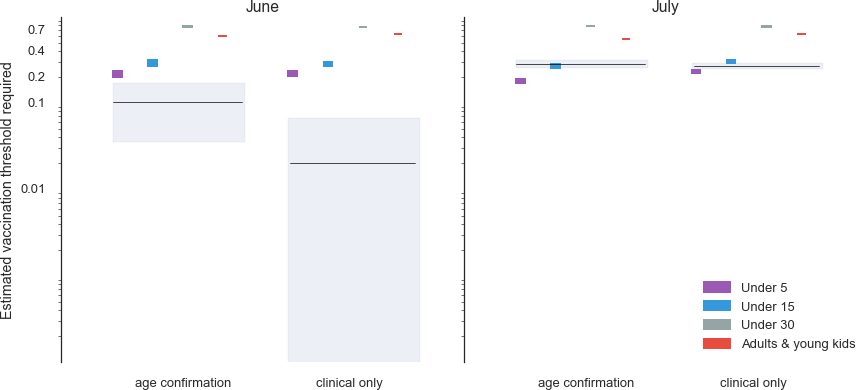 June
July
Estimated vaccination threshold required
0.7
0.4
0.2
0.1
0.01
Under 5
Under 15
Under 30
Adults & young kids
age confirmation
clinical only
age confirmation
clinical only